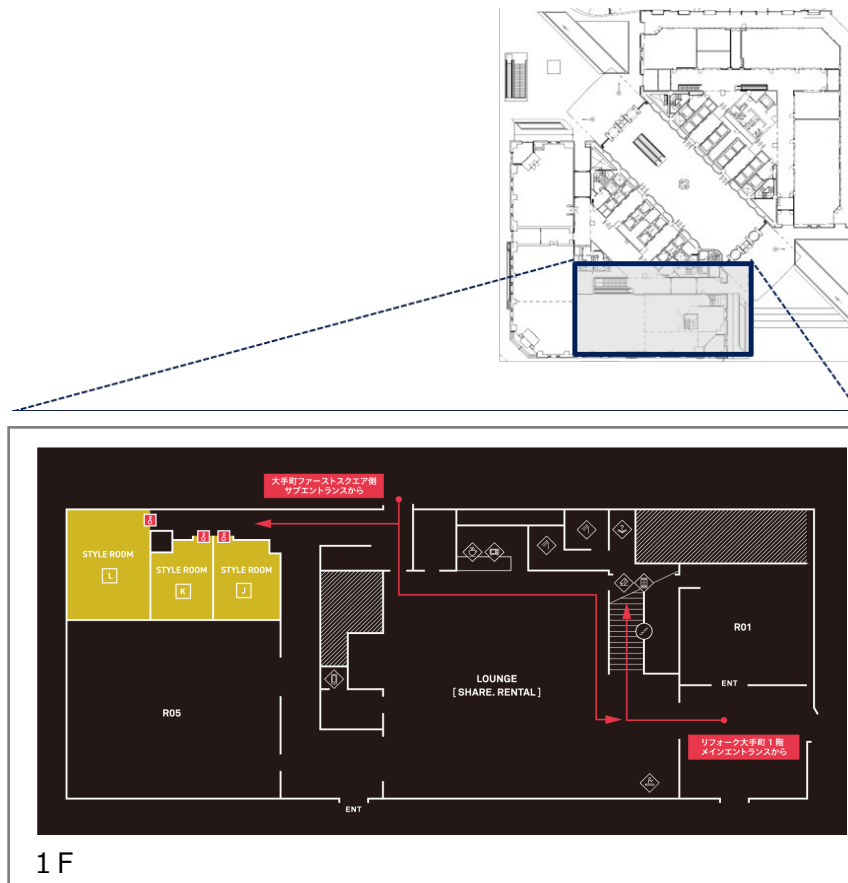 大手町ファーストスクエア側
サブエントランスから
STYLE ROOM
L
STYLE ROOM
K
STYLE ROOM
J
R01
LOUNGE
[ SHARE. RENTAL ]
ENT
R05
リフォーク大手町 1 階
メインエントランスから
ENT
1 F